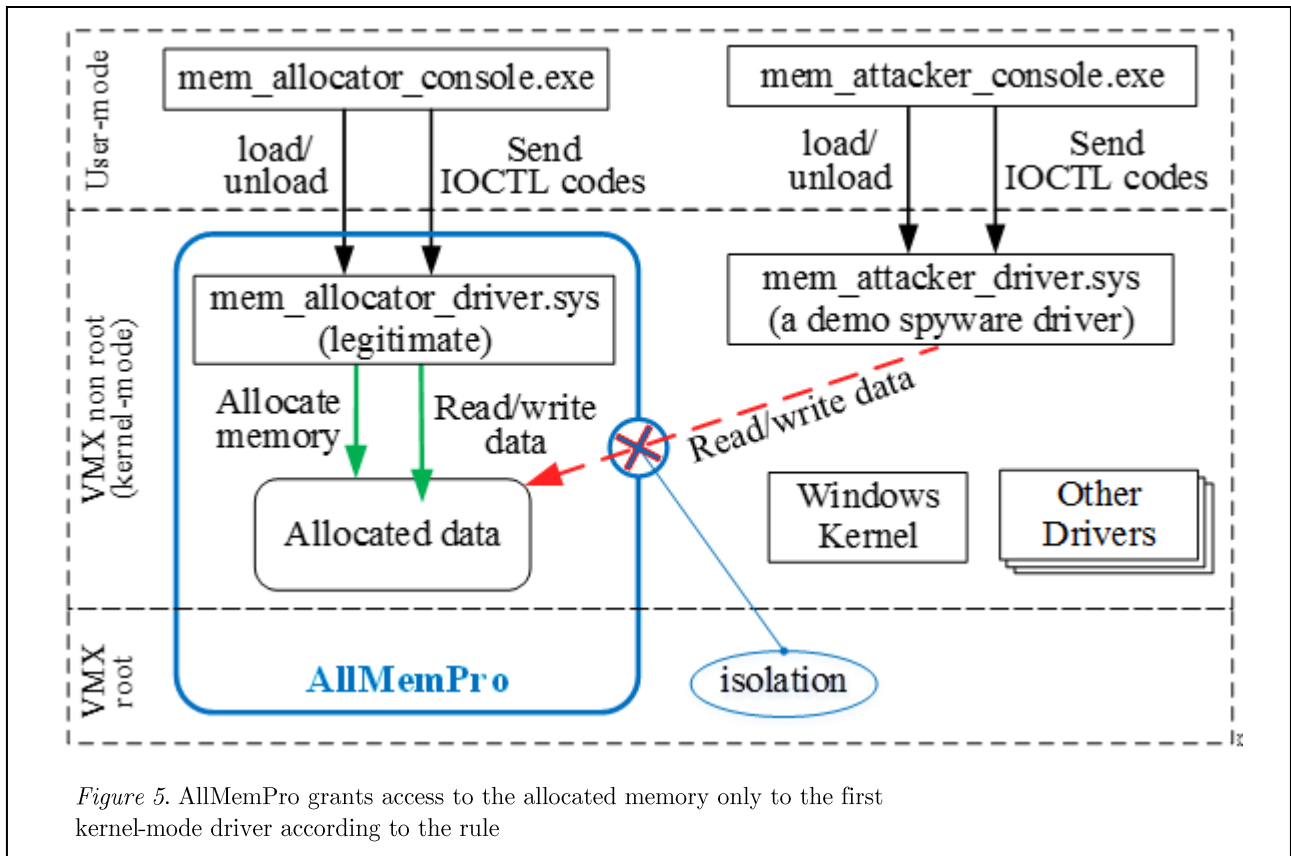 User-mode
mem_allocator_console.exe
mem_attacker_console.exe
load/
unload
Send
IOCTL codes
load/
unload
Send
IOCTL codes
VMX non root
(kernel-mode)
mem_allocator_driver.sys
(legitimate)
mem_attacker_driver.sys
(a demo spyware driver)
Allocate
memory
Read/write
data
Read/write data
Allocated data
Windows
Kernel
Other
Drivers
VMX
root
AllMemPro
isolation
Figure 5. AllMemPro grants access to the allocated memory only to the first
kernel-mode driver according to the rule